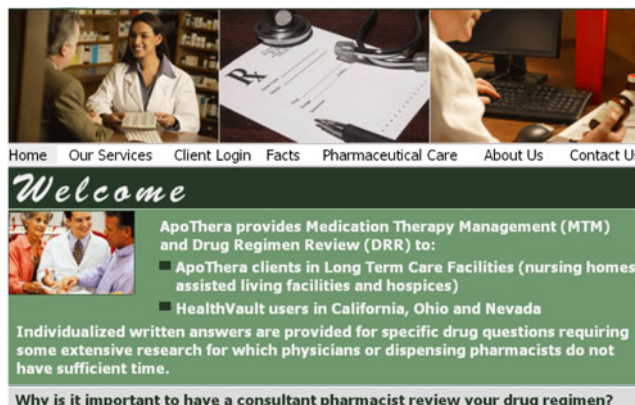 Rx
Home Our Services Client Login Facts Pharmaceutical Care About Us Contact Us
Welcome
ApoThera provides Medication Therapy Management (MTM)
and Drug Regimen Review (DRR) to:
ApoThera clients in Long Term Care Facilities (nursing homes
assisted living facilities and hospices)
HealthVault users in California, Ohio and Nevada
Individualized written answers are provided for specific drug questions requiring
some extensive research for which physicians or dispensing pharmacists do not
have sufficient time.
Why is it important to have a consultant pharmacist review your drug regimen?